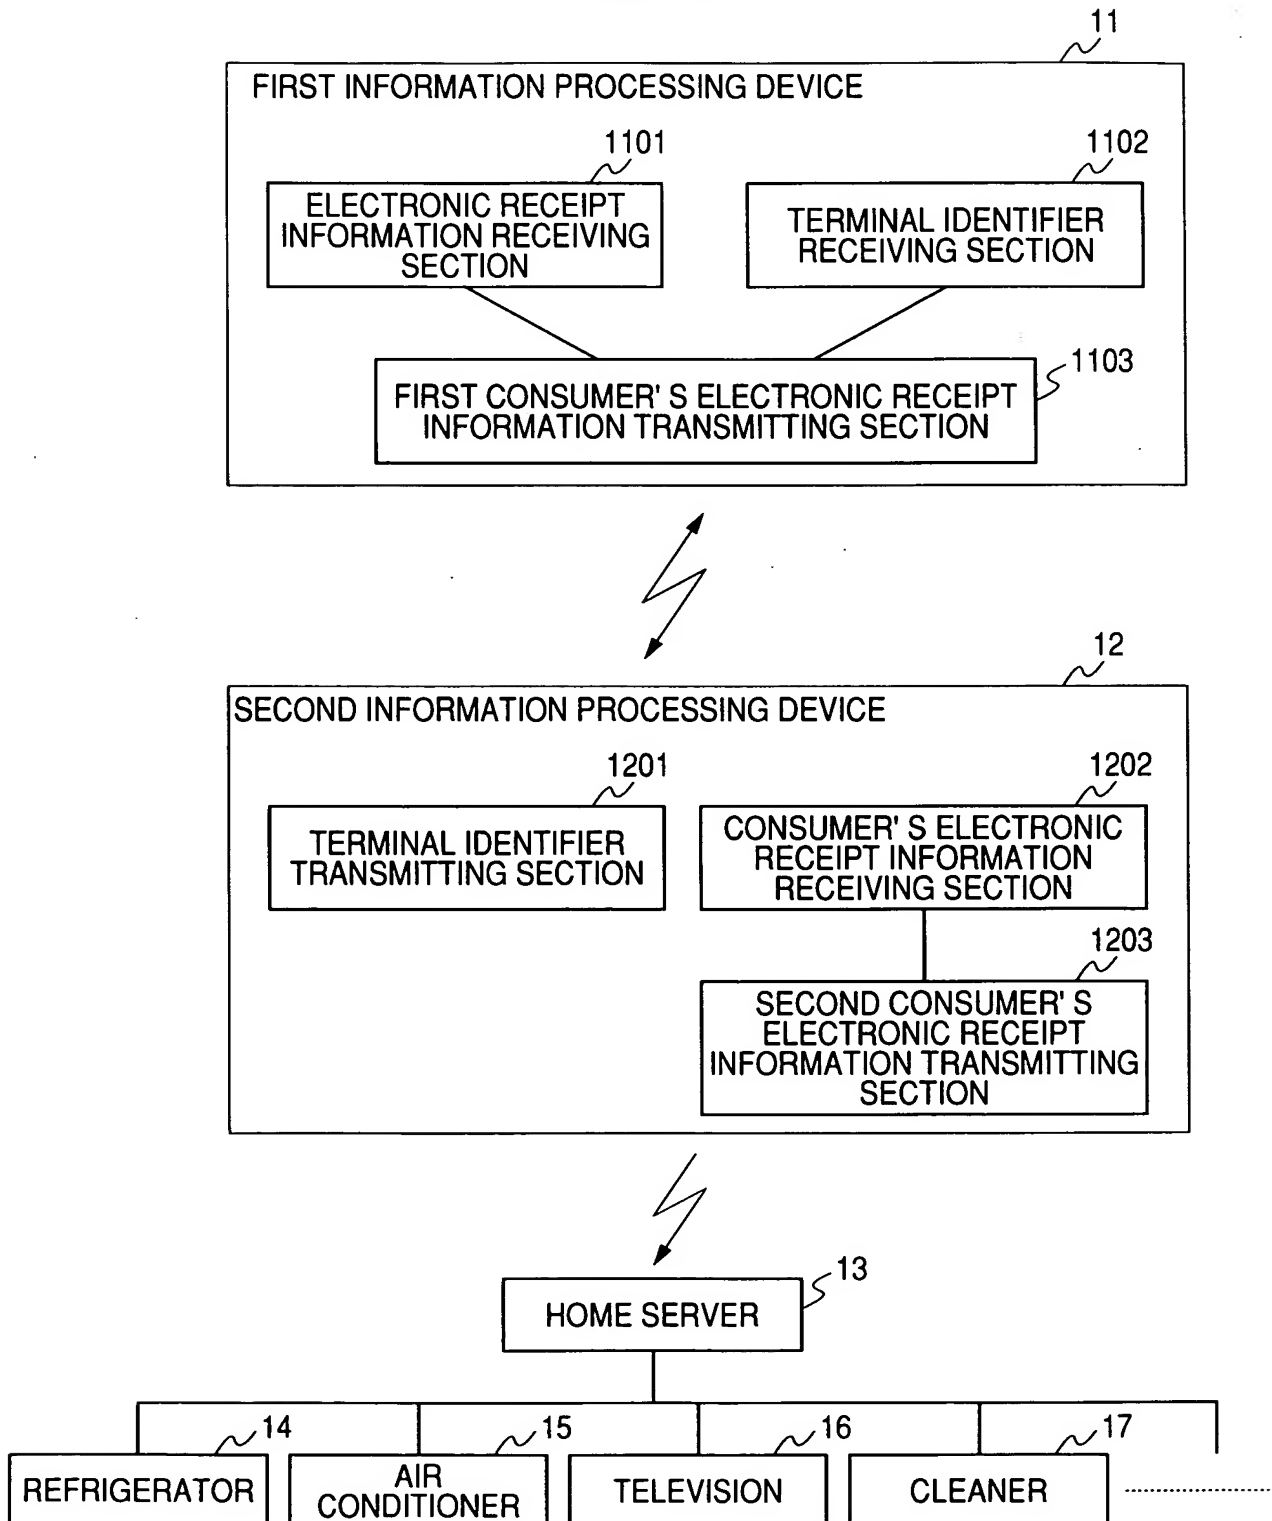 11
FIRST INFORMATION PROCESSING DEVICE
1101
1102
ELECTRONIC RECEIPT
INFORMATION RECEIVING
SECTION
TERMINAL IDENTIFIER
RECEIVING SECTION
1103
FIRST CONSUMER' S ELECTRONIC RECEIPT
INFORMATION TRANSMITTING SECTION
12
SECOND INFORMATION PROCESSING DEVICE
1201
1202
TERMINAL IDENTIFIER
TRANSMITTING SECTION
CONSUMER' S ELECTRONIC
RECEIPT INFORMATION
RECEIVING SECTION
1203
SECOND CONSUMER' S
ELECTRONIC RECEIPT
INFORMATION TRANSMITTING
SECTION
13
HOME SERVER
14
15
16
17
REFRIGERATOR
AIR
CONDITIONER
TELEVISION
CLEANER